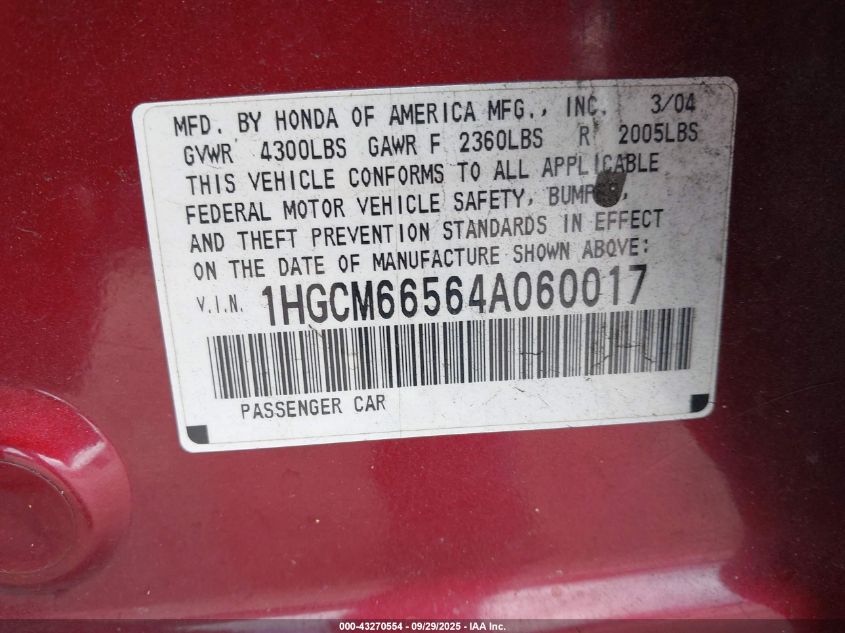 MFD. BY HONDA OF AMERICA MFG., INC. 3/04
GVWR 4300LBS GAWR F 2360LBS R 2005LBS
THIS VEHICLE CONFORMS TO ALL APPLICABLE
FEDERAL MOTOR VEHICLE SAFETY, BUMPER,
AND THEFT PREVENTION STANDARDS IN EFFECT
ON THE DATE OF MANUFACTURE SHOWN ABOVE:
V.I.N. 1HGCM66564A060017
PASSENGER CAR
000-43270554 - 09/29/2025 - IAA Inc.